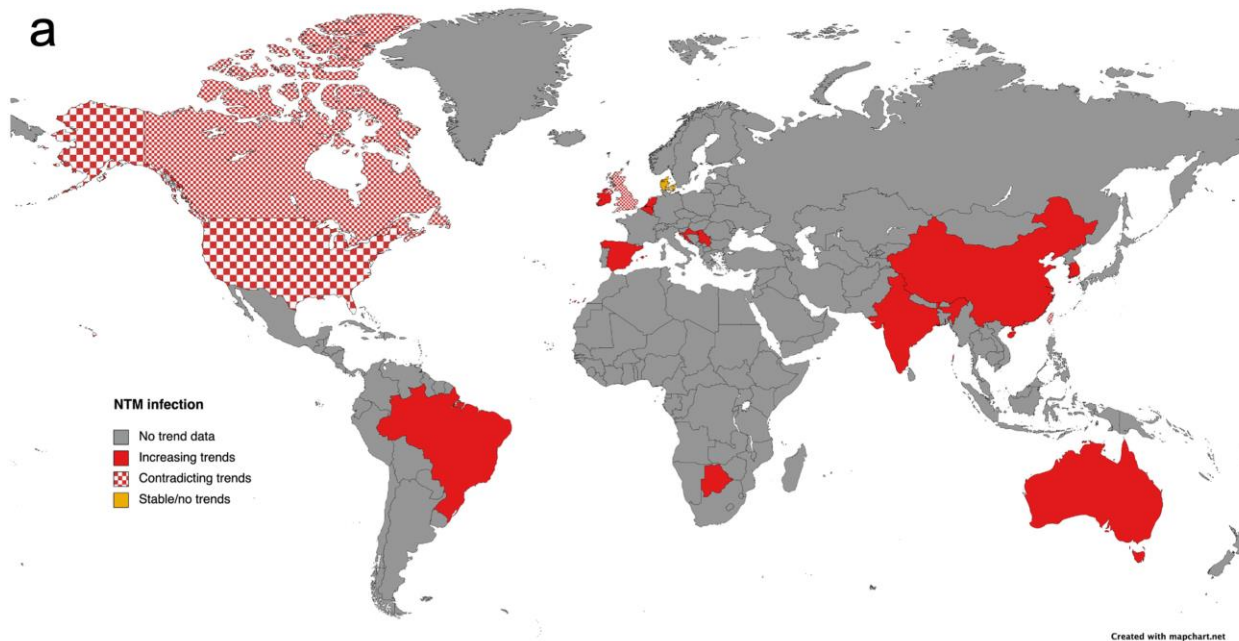 a
NTM infection
No trend data
Increasing trends
Contradicting trends
Stable/no trends
Created with mapchart.net